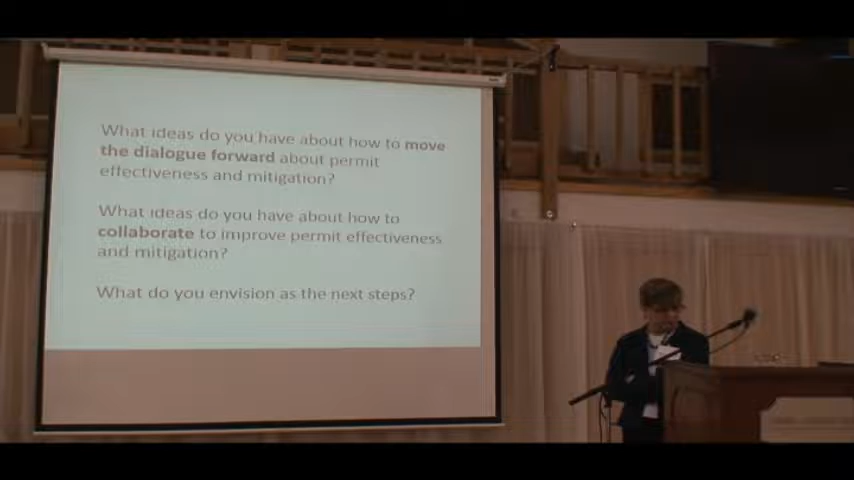 What ideas do you have about how to move
the dialogue forward about permit
effectiveness and mitigation?
What ideas do you have about how to
collaborate to improve permit effectiveness
and mitigation?
What do you envision as the next steps?